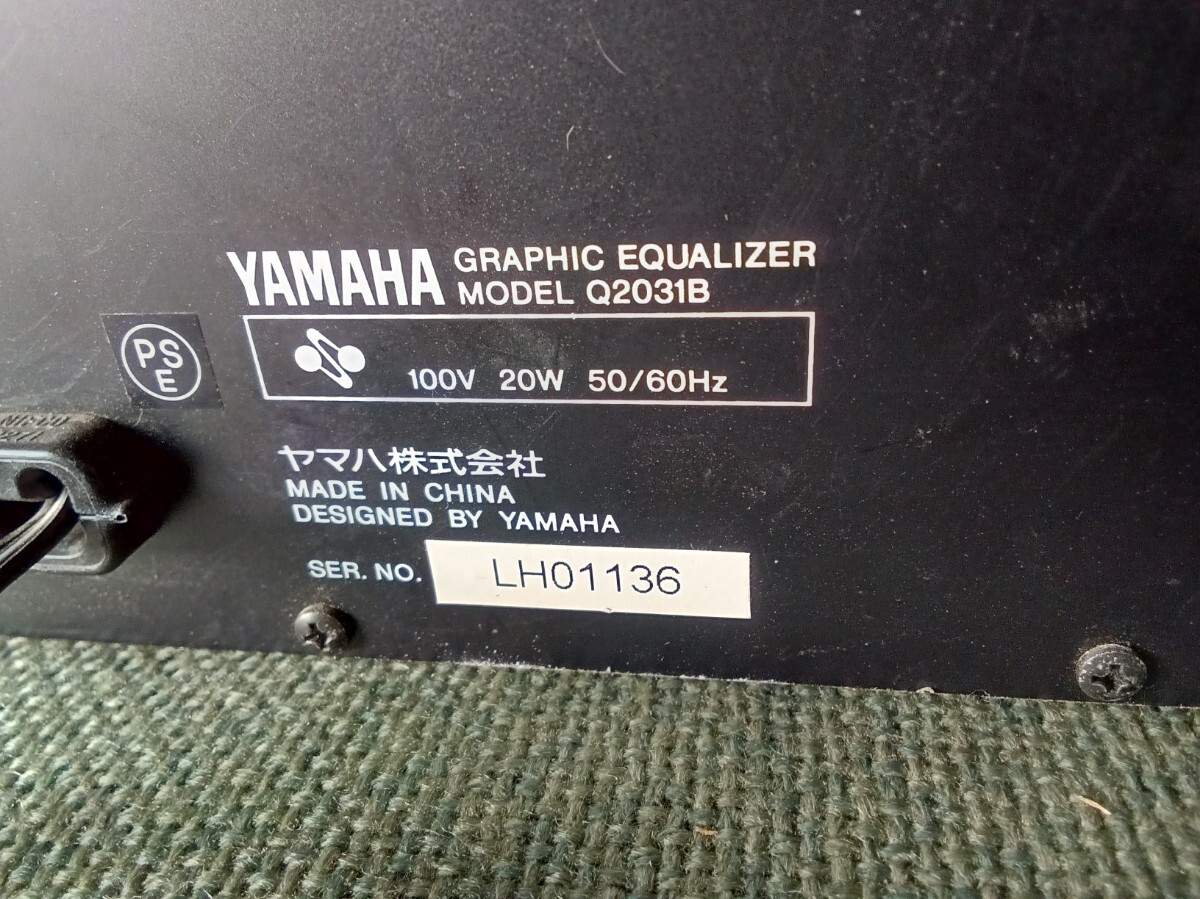 YAMAHA
GRAPHIC EQUALIZER
MODEL Q2031B
PS
E
100V 20W 50/60Hz
ヤマハ株式会社
MADE IN CHINA
DESIGNED BY YAMAHA
SER. NO.
LH01136